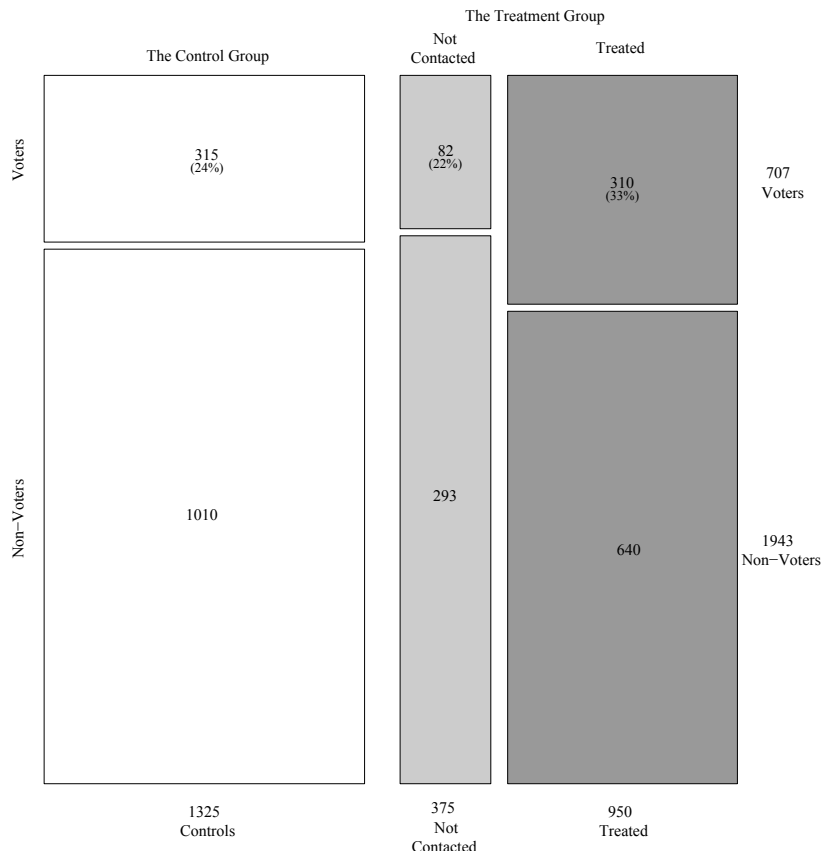 The Treatment Group
The Control Group
Not
Contacted
Treated
Voters
315
(24%)
82
(22%)
310
(33%)
707
Voters
Non−Voters
1010
293
640
1943
Non−Voters
1325
Controls
375
Not
Contacted
950
Treated